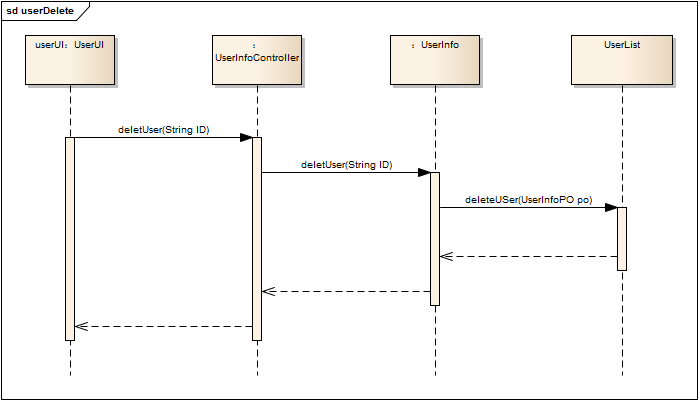 sd userDelete
userUI：UserUI
：
UserInfoController
：UserInfo
UserList
deletUser(String ID)
deletUser(String ID)
deleteUSer(UserInfoPO po)